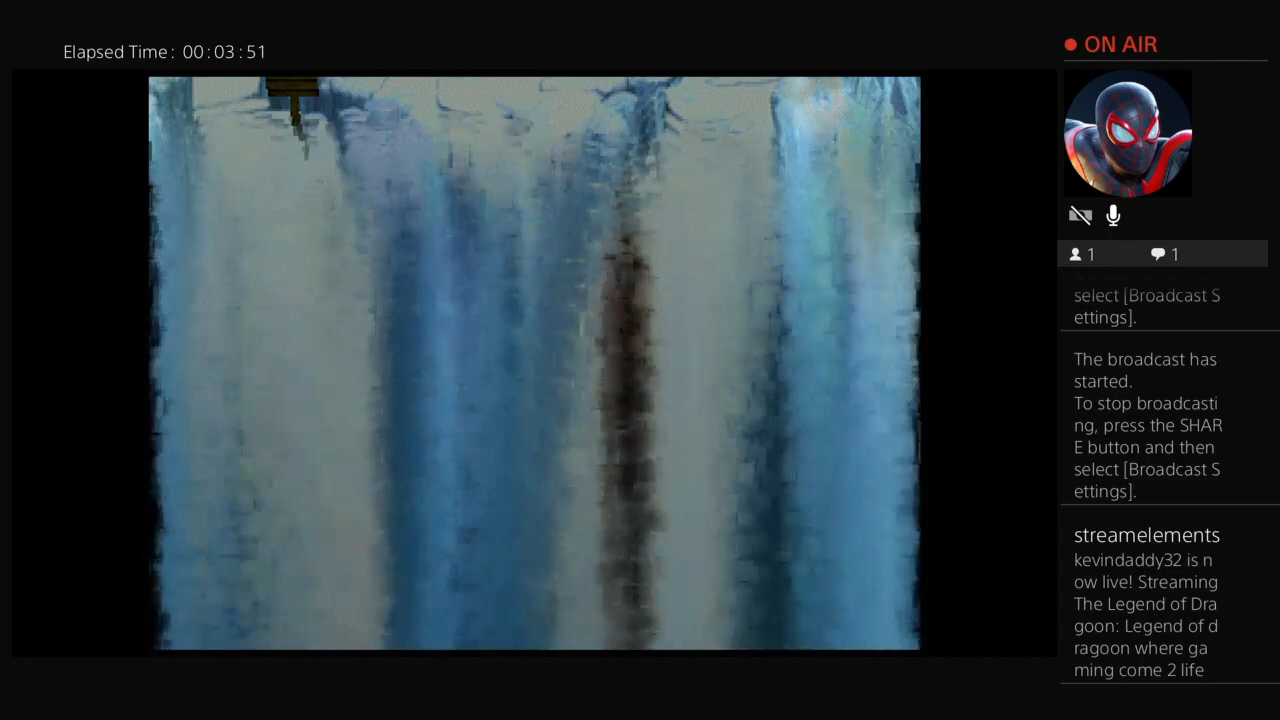 Elapsed Time: 00:03:51
ON AIR
1 1
select [Broadcast S
ettings].
The broadcast has
started.
To stop broadcasti
ng, press the SHAR
E button and then
select [Broadcast S
ettings].
streamelements
kevindaddy32 is n
ow live! Streaming
The Legend of Dra
goon: Legend of d
ragoon where ga
ming come 2 life